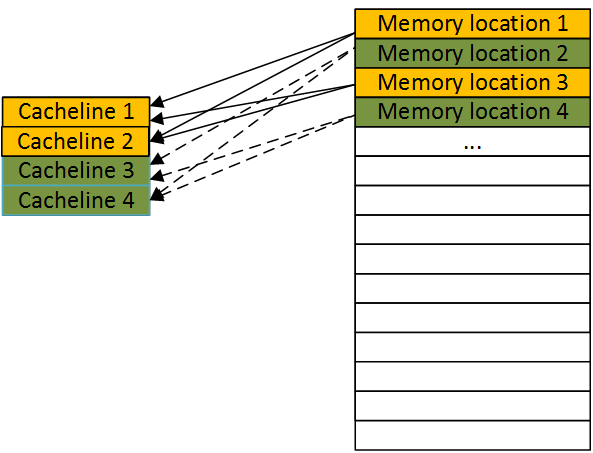 Memory location 1
Memory location 2
Memory location 3
Memory location 4
...
Cacheline 1
Cacheline 2
Cacheline 3
Cacheline 4